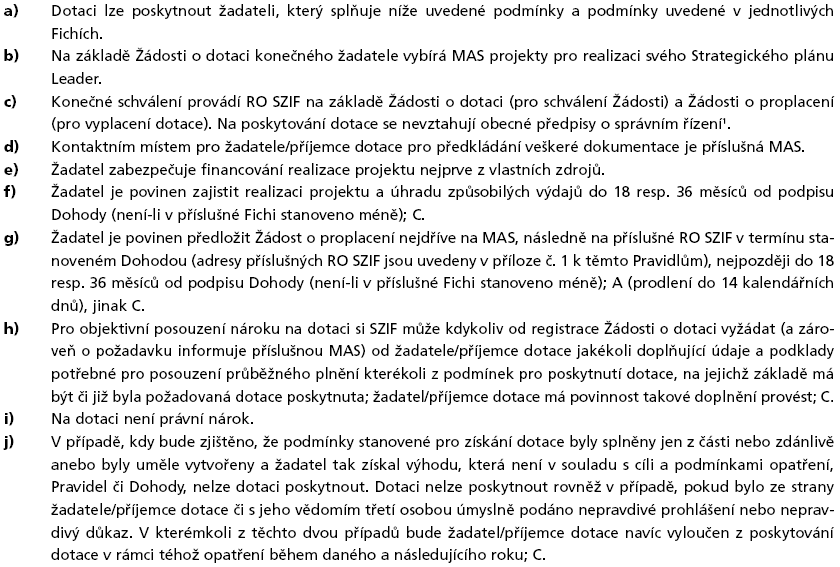 a) Dotaci lze poskytnout žadateli, který splňuje níže uvedené podmínky a podmínky uvedené v jednotlivých
Fichích.
b) Na základě Žádosti o dotaci konečného žadatele vybírá MAS projekty pro realizaci svého Strategického plánu
Leader.
c) Konečné schválení provádí RO SZIF na základě Žádosti o dotaci (pro schválení Žádosti) a Žádosti o proplacení
(pro vyplacení dotace). Na poskytování dotace se nevztahují obecné předpisy o správním řízení¹.
d) Kontaktním místem pro žadatele/příjemce dotace pro předkládání veškeré dokumentace je příslušná MAS.
e) Žadatel zabezpečuje financování realizace projektu nejprve z vlastních zdrojů.
f) Žadatel je povinen zajistit realizaci projektu a úhradu způsobilých výdajů do 18 resp. 36 měsíců od podpisu
Dohody (není-li v příslušné Fichi stanoveno méně); C.
g) Žadatel je povinen předložit Žádost o proplacení nejdříve na MAS, následně na příslušné RO SZIF v termínu sta-
noveném Dohodou (adresy příslušných RO SZIF jsou uvedeny v příloze č. 1 k těmto Pravidlům), nejpozději do 18
resp. 36 měsíců od podpisu Dohody (není-li v příslušné Fichi stanoveno méně); A (prodlení do 14 kalendářních
dnů), jinak C.
h) Pro objektivní posouzení nároku na dotaci si SZIF může kdykoliv od registrace Žádosti o dotaci vyžádat (a záro-
veň o požadavku informuje příslušnou MAS) od žadatele/příjemce dotace jakékoli doplňující údaje a podklady
potřebné pro posouzení průběžného plnění kterékoli z podmínek pro poskytnutí dotace, na jejichž základě má
být či již byla požadovaná dotace poskytnuta; žadatel/příjemce dotace má povinnost takové doplnění provést; C.
i) Na dotaci není právní nárok.
j) V případě, kdy bude zjištěno, že podmínky stanovené pro získání dotace byly splněny jen z části nebo zdánlivě
anebo byly uměle vytvořeny a žadatel tak získal výhodu, která není v souladu s cíli a podmínkami opatření,
Pravidel či Dohody, nelze dotaci poskytnout. Dotaci nelze poskytnout rovněž v případě, pokud bylo ze strany
žadatele/příjemce dotace či s jeho vědomím třetí osobou úmyslně podáno nepravdivé prohlášení nebo neprav-
divý důkaz. V kterémkoli z těchto dvou případů bude žadatel/příjemce dotace navíc vyloučen z poskytování
dotace v rámci téhož opatření během daného a následujícího roku; C.